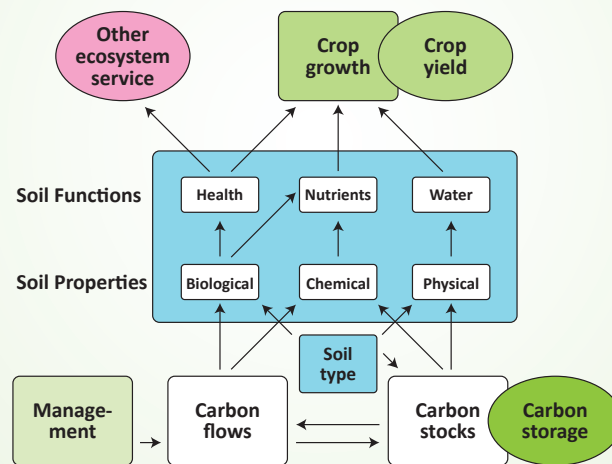 Other
ecosystem
service
Crop
growth
Crop
yield
Soil Functions
Health
Nutrients
Water
Soil Properties
Biological
Chemical
Physical
Soil
type
Manage-
ment
Carbon
flows
Carbon
stocks
Carbon
storage